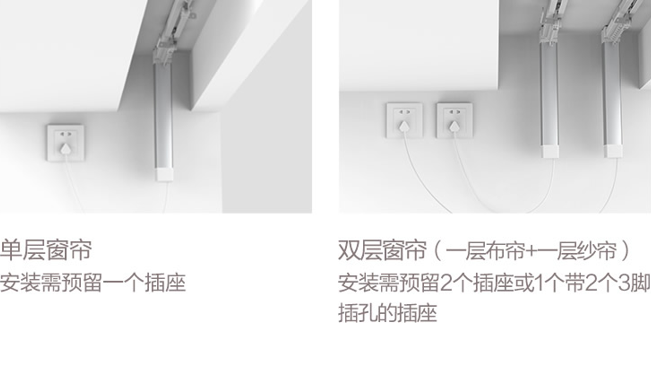 单层窗帘
安装需预留一个插座
双层窗帘（一层布帘+一层纱帘）
安装需预留2个插座或1个带2个3脚
插孔的插座